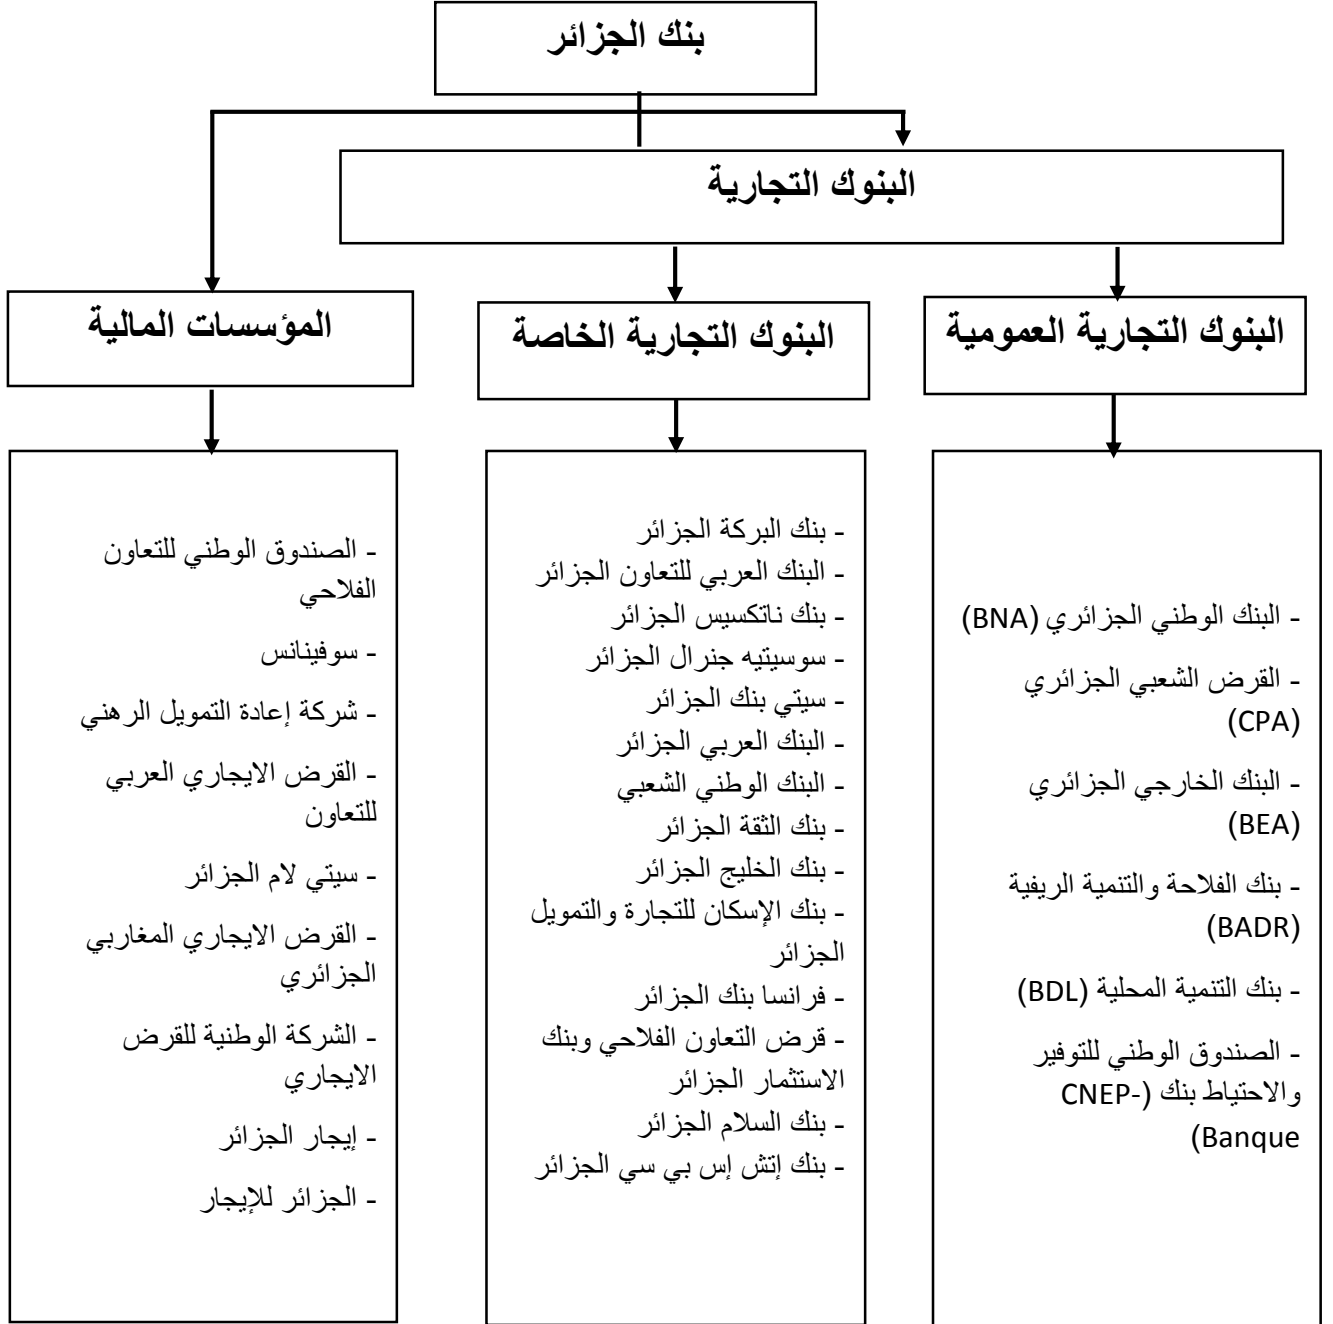 بنك الجزائر
البنوك التجارية
البنوك التجارية العمومية
البنوك التجارية الخاصة
المؤسسات المالية
- البنك الوطني الجزائري (BNA)
- القرض الشعبي الجزائري
(CPA)
- البنك الخارجي الجزائري
(BEA)
- بنك الفلاحة والتنمية الريفية
(BADR)
- بنك التنمية المحلية (BDL)
- الصندوق الوطني للتوفير
والاحتياط بنك (CNEP-
Banque)
- بنك البركة الجزائر
- البنك العربي للتعاون الجزائر
- بنك ناتكسيس الجزائر
- سوسيتيه جنرال الجزائر
- سيتي بنك الجزائر
- البنك العربي الجزائر
- البنك الوطني الشعبي
- بنك الثقة الجزائر
- بنك الخليج الجزائر
- بنك الإسكان للتجارة والتمويل
الجزائر
- فرانسا بنك الجزائر
- قرض التعاون الفلاحي وبنك
الاستثمار الجزائر
- بنك السلام الجزائر
- بنك إتش إس بي سي الجزائر
- الصندوق الوطني للتعاون
الفلاحي
- سوفينانس
- شركة إعادة التمويل الرهني
- القرض الايجاري العربي
للتعاون
- سيتي لام الجزائر
- القرض الايجاري المغاربي
الجزائري
- الشركة الوطنية للقرض
الايجاري
- إيجار الجزائر
- الجزائر للإيجار